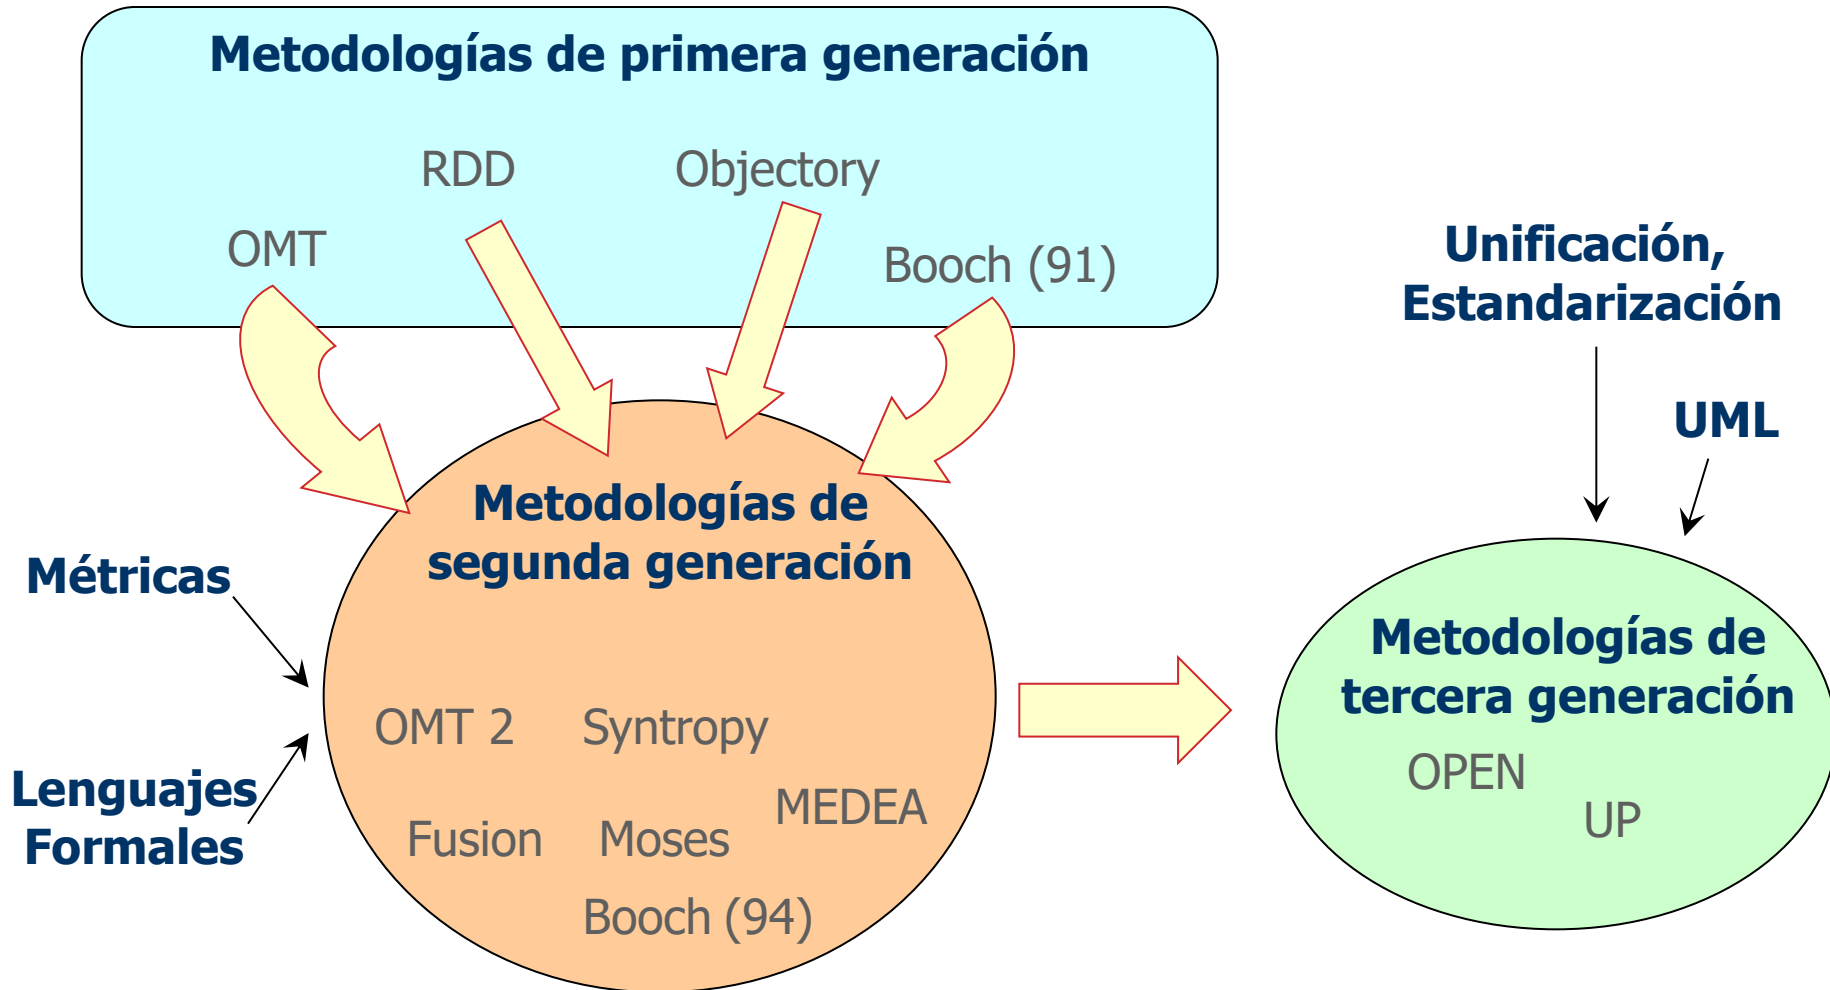 Metodologías de primera generación
RDD
Objectory
OMT
Booch (91)
Unificación,
Estandarización
UML
Metodologías de
segunda generación
Métricas
Lenguajes
Formales
OMT 2
Syntropy
MEDEA
Fusion
Moses
Booch (94)
Metodologías de
tercera generación
OPEN
UP